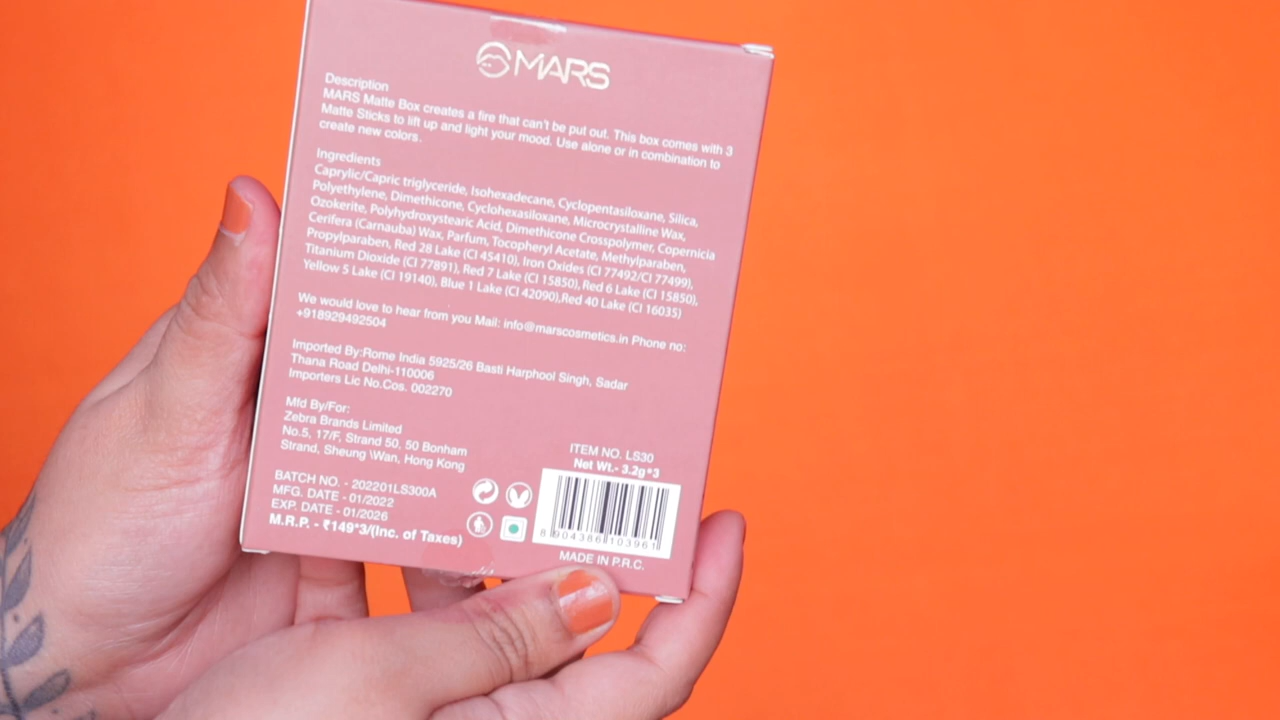 MARS
Description
MARS Matte Box creates a fire that can't be put out. This box comes with 3
Matte Sticks to lift up and light your mood. Use alone or in combination to
create new colors.
Ingredients
Caprylic/Capric triglyceride, Isohexadecane, Cyclopentasiloxane, Silica,
Polyethylene, Dimethicone, Cyclohexasiloxane, Microcrystalline Wax,
Ozokerite, Polyhydroxystearic Acid, Dimethicone Crosspolymer, Copernicia
Cerifera (Carnauba) Wax, Parfum, Tocopheryl Acetate, Methylparaben,
Propylparaben, Red 28 Lake (CI 45410), Iron Oxides (CI 77492/CI 77499),
Titanium Dioxide (CI 77891), Red 7 Lake (CI 15850), Red 6 Lake (CI 15850),
Yellow 5 Lake (CI 19140), Blue 1 Lake (CI 42090),Red 40 Lake (CI 16035)
We would love to hear from you Mail: info@marscosmetics.in Phone no:
+918929492504
Imported By:Rome India 5925/26 Basti Harphool Singh, Sadar
Thana Road Delhi-110006
Importers Lic No.Cos. 002270
Mfd By/For:
Zebra Brands Limited
No.5, 17/F, Strand 50, 50 Bonham
Strand, Sheung \Wan, Hong Kong
BATCH NO. - 202201LS300A
MFG. DATE - 01/2022
EXP. DATE - 01/2026
M.R.P. - ₹149*3/(Inc. of Taxes)
ITEM NO. LS30
Net Wt.- 3.2g*3
8 904386 103961
MADE IN P.R.C.